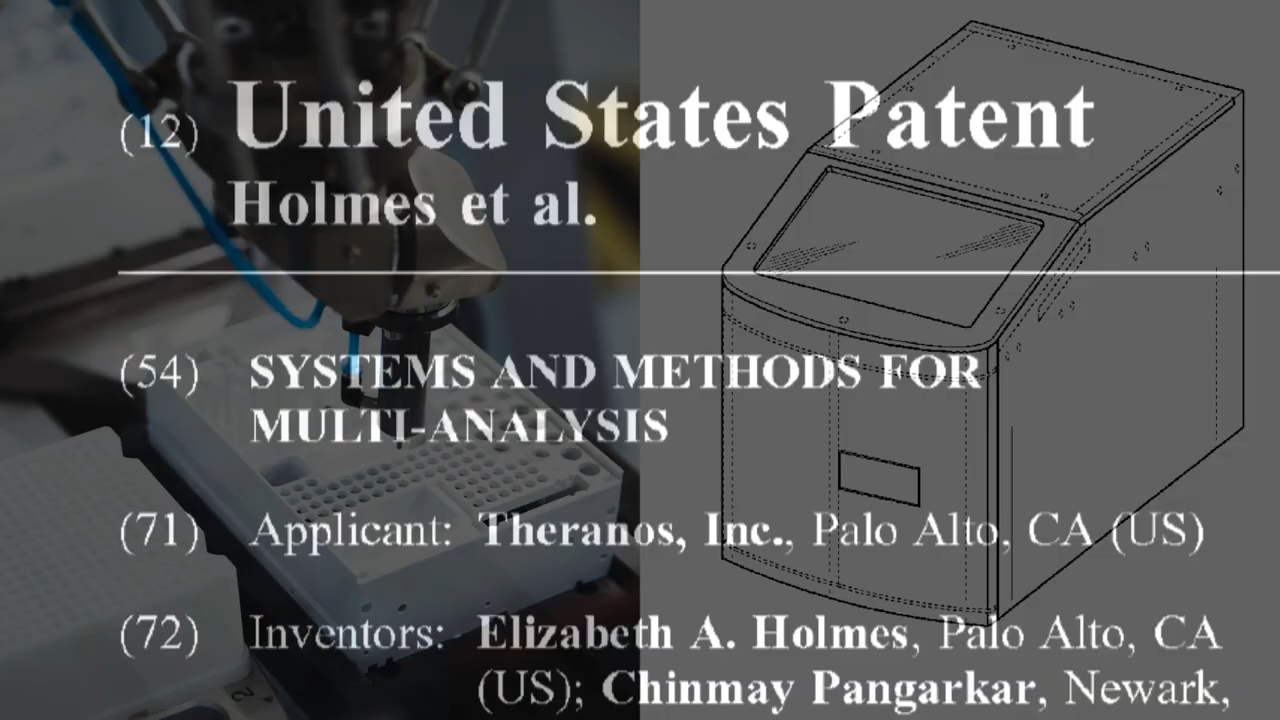 (12) United States Patent
Holmes et al.
(54) SYSTEMS AND METHODS FOR
MULTI-ANALYSIS
(71) Applicant: Theranos, Inc., Palo Alto, CA (US)
(72) Inventors: Elizabeth A. Holmes, Palo Alto, CA
(US); Chinmay Pangarkar, Newark,
2